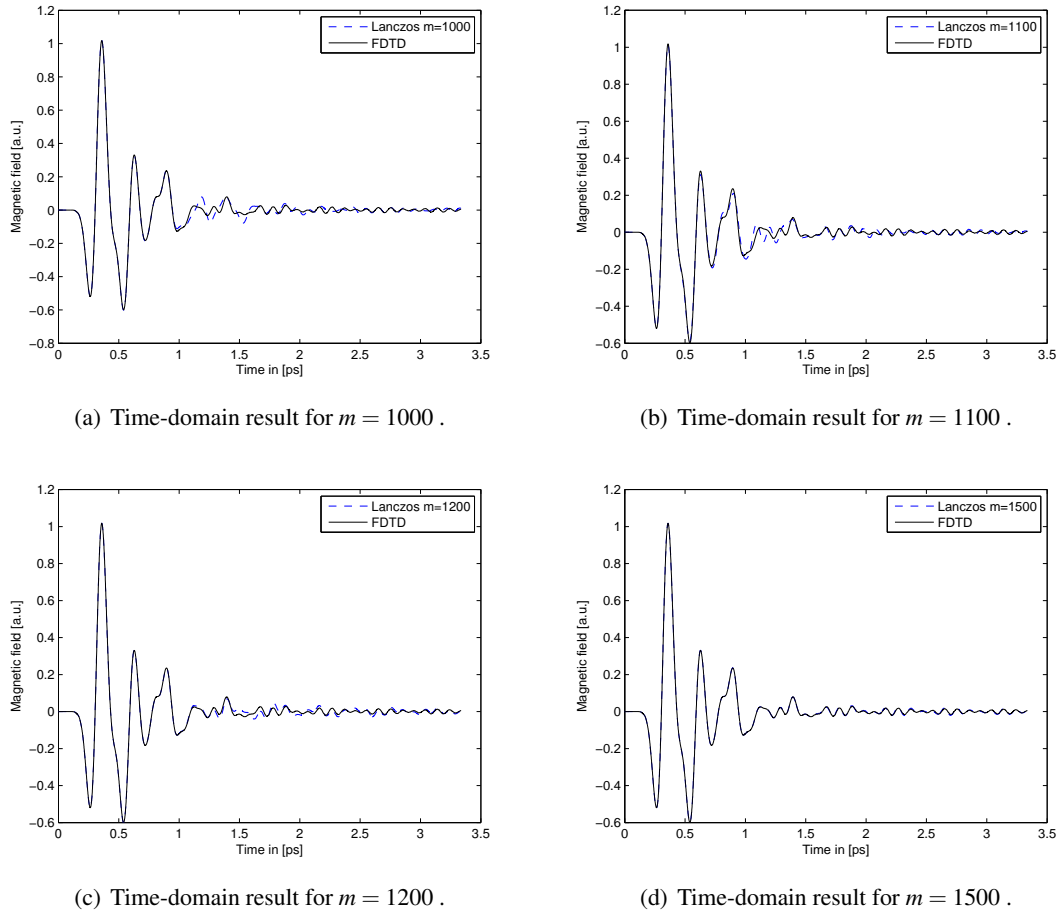 1.2
1
0.8
0.6
0.4
0.2
0
−0.2
−0.4
−0.6
−0.8
Magnetic field [a.u.]
Lanczos m=1000
FDTD
0 0.5 1 1.5 2 2.5 3 3.5
Time in [ps]
(a) Time-domain result for m = 1000 .
1.2
1
0.8
0.6
0.4
0.2
0
−0.2
−0.4
−0.6
Magnetic field [a.u.]
Lanczos m=1100
FDTD
0 0.5 1 1.5 2 2.5 3 3.5
Time in [ps]
(b) Time-domain result for m = 1100 .
1.2
1
0.8
0.6
0.4
0.2
0
−0.2
−0.4
−0.6
Magnetic field [a.u.]
Lanczos m=1200
FDTD
0 0.5 1 1.5 2 2.5 3 3.5
Time in [ps]
(c) Time-domain result for m = 1200 .
1.2
1
0.8
0.6
0.4
0.2
0
−0.2
−0.4
−0.6
Magnetic field [a.u.]
Lanczos m=1500
FDTD
0 0.5 1 1.5 2 2.5 3 3.5
Time in [ps]
(d) Time-domain result for m = 1500 .